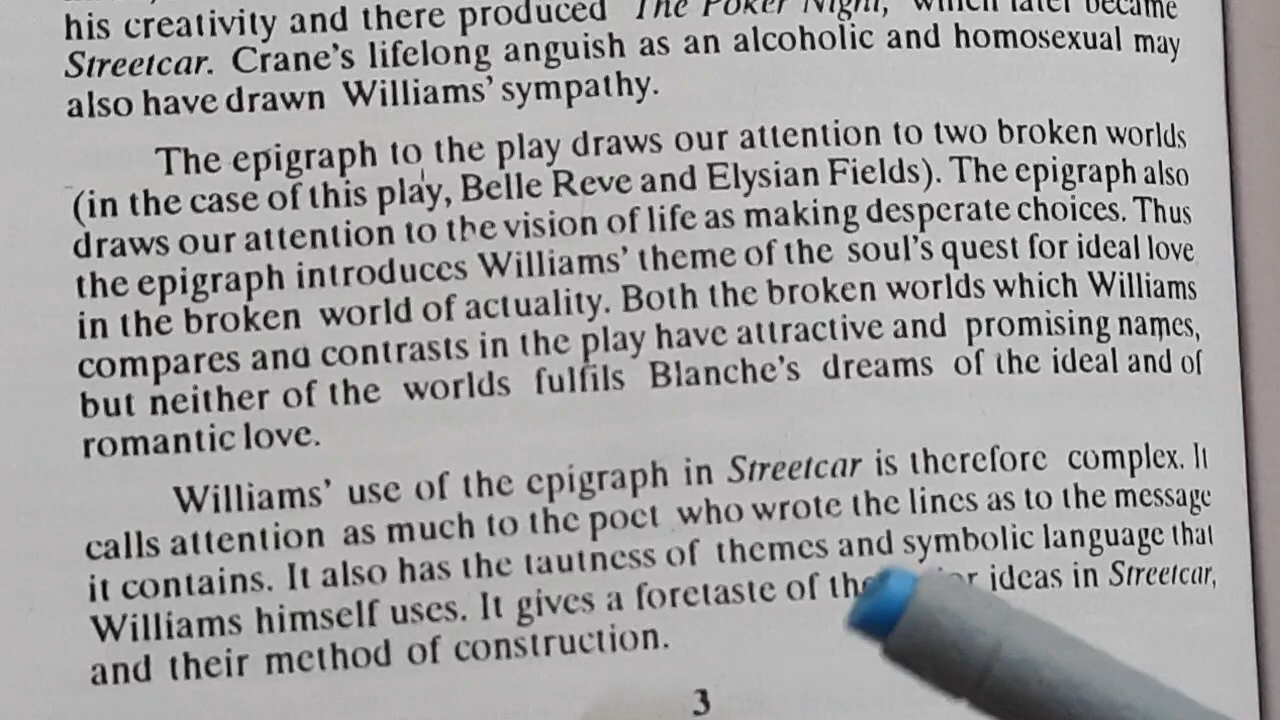 his creativity and there produced The Poker Night, which later became
Streetcar. Crane's lifelong anguish as an alcoholic and homosexual may
also have drawn Williams' sympathy.
The epigraph to the play draws our attention to two broken worlds
(in the case of this play, Belle Reve and Elysian Fields). The epigraph also
draws our attention to the vision of life as making desperate choices. Thus
the epigraph introduces Williams' theme of the soul's quest for ideal love
in the broken world of actuality. Both the broken worlds which Williams
compares and contrasts in the play have attractive and promising names,
but neither of the worlds fulfils Blanche's dreams of the ideal and of
romantic love.
Williams' use of the epigraph in Streetcar is therefore complex. It
calls attention as much to the poet who wrote the lines as to the message
it contains. It also has the tautness of themes and symbolic language that
Williams himself uses. It gives a foretaste of the ideas in Streetcar,
and their method of construction.
3